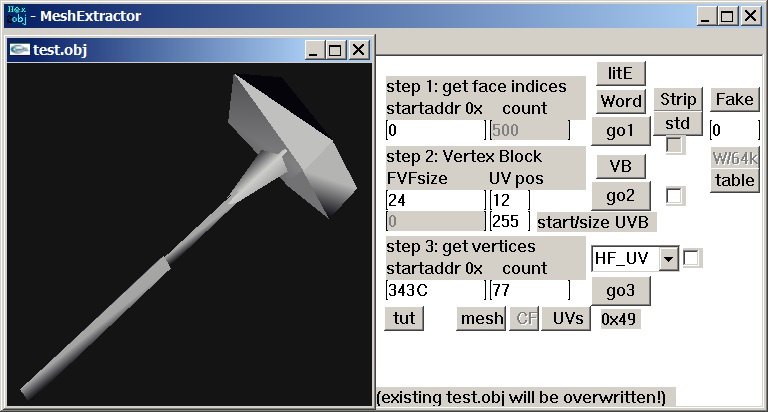 Hex
obj - MeshExtractor
test.obj
litE
step 1: get face indices
startaddr 0x count
Word
Strip
Fake
0
500
go1
std
0
step 2: Vertex Block
FVFsize UV pos
VB
W/64k
table
24
12
go2
0
255
start/size UVB
step 3: get vertices
startaddr 0x count
HF_UV
343C
77
go3
tut
mesh
CF
UVs
0x49
(existing test.obj will be overwritten!)